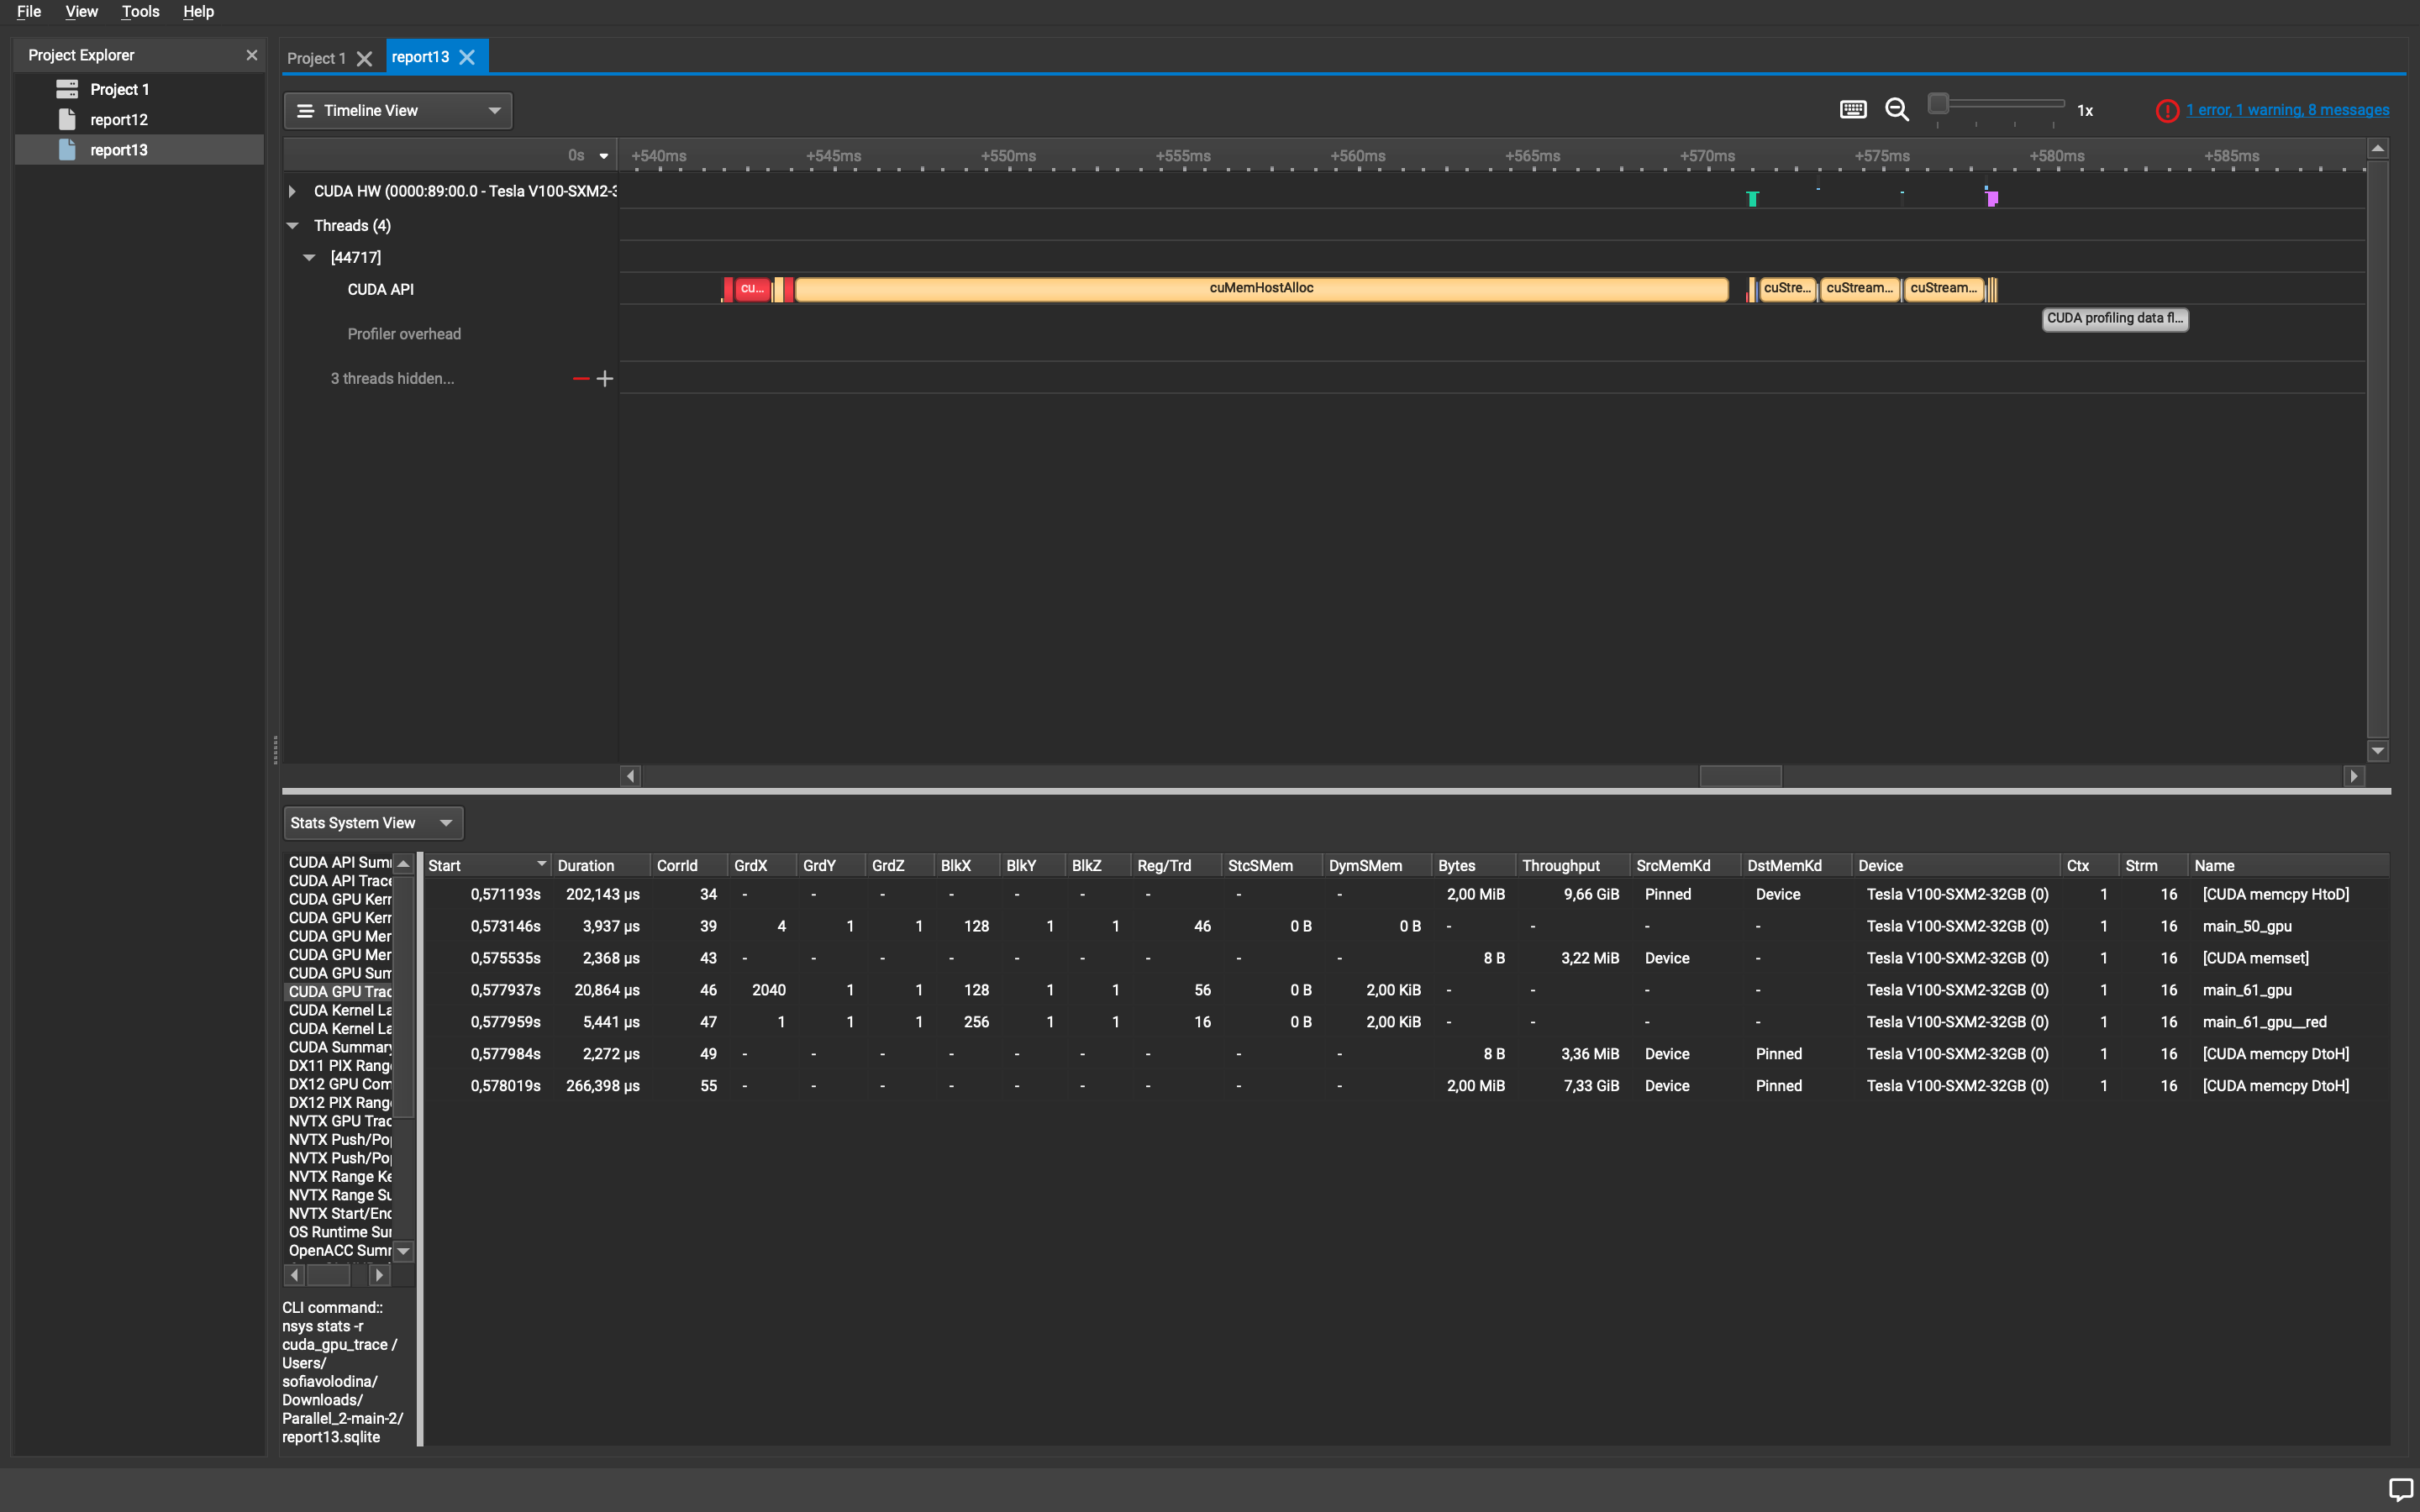 File View Tools Help
Project Explorer
Project 1
report12
report13
Project 1 report13
Timeline View
1x
1 error, 1 warning, 8 messages
0s +540ms +545ms +550ms +555ms +560ms +565ms +570ms +575ms +580ms +585ms
CUDA HW (0000:89:00.0 - Tesla V100-SXM2-3
Threads (4)
[44717]
CUDA API cu... cuMemHostAlloc cuStre... cuStream... cuStream...
CUDA profiling data fl...
Profiler overhead
3 threads hidden...
Stats System View
CUDA API Sum
CUDA API Trace
CUDA GPU Kern
CUDA GPU Kern
CUDA GPU Mem
CUDA GPU Mem
CUDA GPU Sum
CUDA GPU Trac
CUDA Kernel La
CUDA Kernel La
CUDA Summary
DX11 PIX Range
DX12 GPU Com
DX12 PIX Range
NVTX GPU Trac
NVTX Push/Pop
NVTX Push/Pop
NVTX Range Ke
NVTX Range Su
NVTX Start/End
OS Runtime Sur
OpenACC Sumr
CLI command::
nsys stats -r
cuda_gpu_trace /
Users/
sofiavolodina/
Downloads/
Parallel_2-main-2/
report13.sqlite
Start Duration CorrId GrdX GrdY GrdZ BlkX BlkY BlkZ Reg/Trd StcSMem DymSMem Bytes Throughput SrcMemKd DstMemKd Device Ctx Strm Name
0,571193s 202,143 μs 34 - - - - - - - - - 2,00 MiB 9,66 GiB Pinned Device Tesla V100-SXM2-32GB (0) 1 16 [CUDA memcpy HtoD]
0,573146s 3,937 μs 39 4 1 1 128 1 1 46 0 B 0 B - - - - Tesla V100-SXM2-32GB (0) 1 16 main_50_gpu
0,575535s 2,368 μs 43 - - - - - - - - - 8 B 3,22 MiB Device - Tesla V100-SXM2-32GB (0) 1 16 [CUDA memset]
0,577937s 20,864 μs 46 2040 1 1 128 1 1 56 0 B 2,00 KiB - - - - Tesla V100-SXM2-32GB (0) 1 16 main_61_gpu
0,577959s 5,441 μs 47 1 1 1 256 1 1 16 0 B 2,00 KiB - - - - Tesla V100-SXM2-32GB (0) 1 16 main_61_gpu__red
0,577984s 2,272 μs 49 - - - - - - - - - 8 B 3,36 MiB Device Pinned Tesla V100-SXM2-32GB (0) 1 16 [CUDA memcpy DtoH]
0,578019s 266,398 μs 55 - - - - - - - - - 2,00 MiB 7,33 GiB Device Pinned Tesla V100-SXM2-32GB (0) 1 16 [CUDA memcpy DtoH]